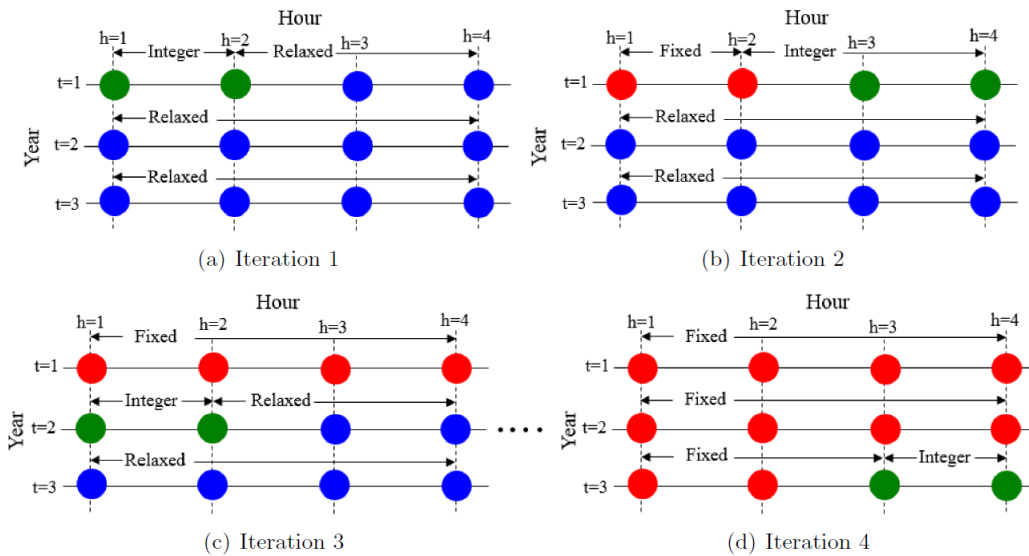 Hour
h=1 h=2 h=3 h=4
Integer Relaxed
t=1
Relaxed
t=2
Relaxed
t=3
Year
(a) Iteration 1
Hour
h=1 h=2 h=3 h=4
Fixed Integer
t=1
Relaxed
t=2
Relaxed
t=3
Year
(b) Iteration 2
Hour
h=1 h=2 h=3 h=4
Fixed
t=1
Integer Relaxed
t=2
Relaxed
t=3
Year
(c) Iteration 3
Hour
h=1 h=2 h=3 h=4
Fixed
t=1
Fixed
t=2
Fixed Integer
t=3
Year
(d) Iteration 4